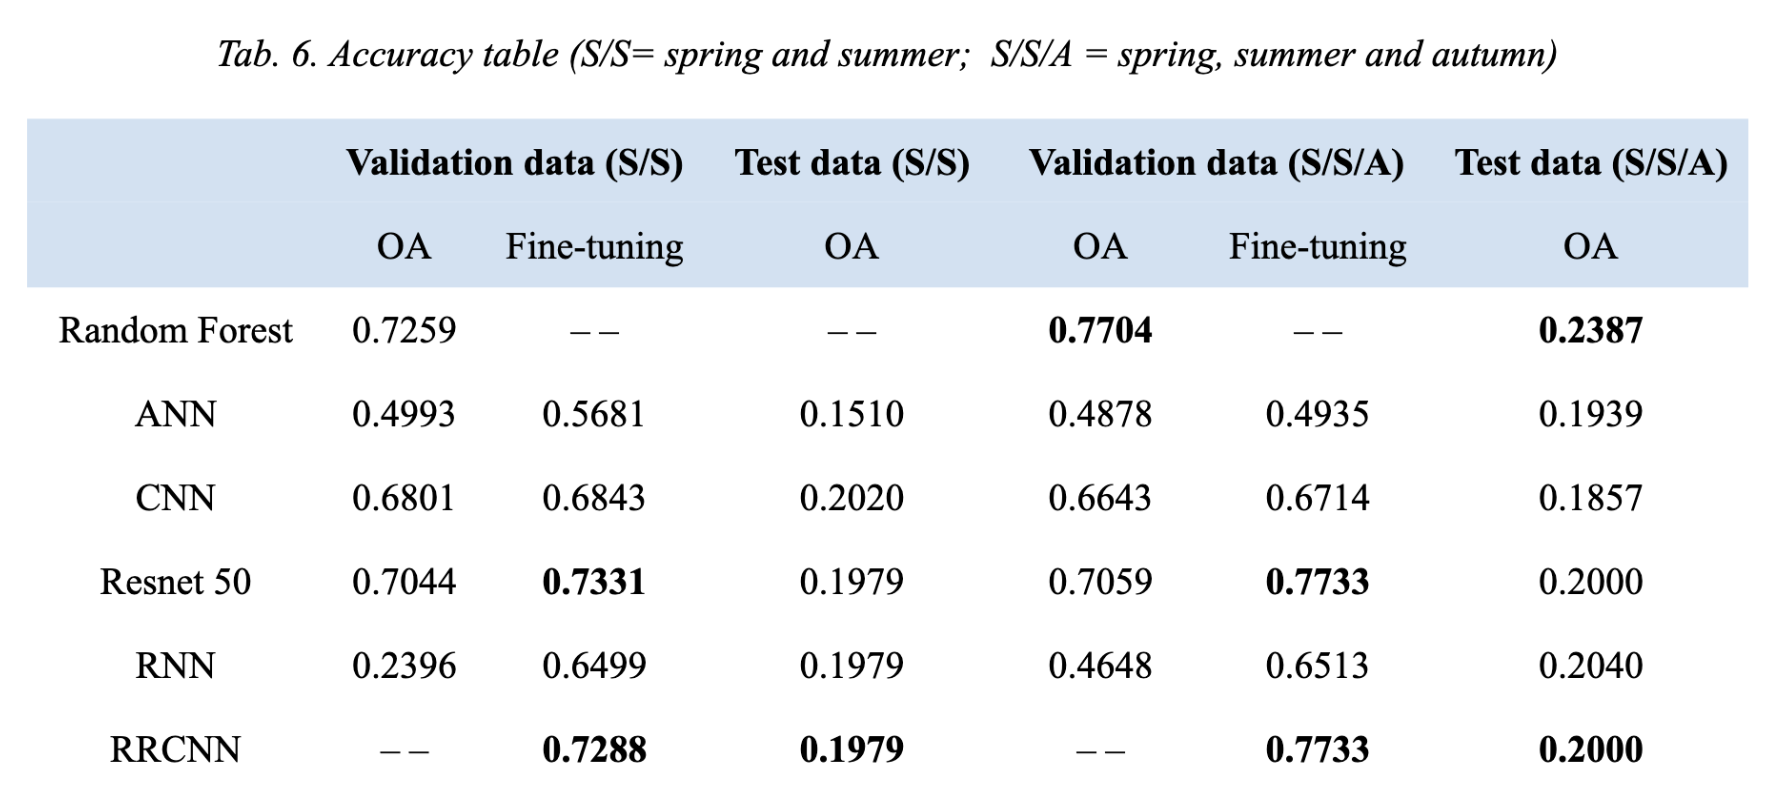 Tab. 6. Accuracy table (S/S= spring and summer; S/S/A = spring, summer and autumn)
Validation data (S/S) Test data (S/S) Validation data (S/S/A) Test data (S/S/A)
OA Fine-tuning OA OA Fine-tuning OA
Random Forest 0.7259 – – – – 0.7704 – – 0.2387
ANN 0.4993 0.5681 0.1510 0.4878 0.4935 0.1939
CNN 0.6801 0.6843 0.2020 0.6643 0.6714 0.1857
Resnet 50 0.7044 0.7331 0.1979 0.7059 0.7733 0.2000
RNN 0.2396 0.6499 0.1979 0.4648 0.6513 0.2040
RRCNN – – 0.7288 0.1979 – – 0.7733 0.2000